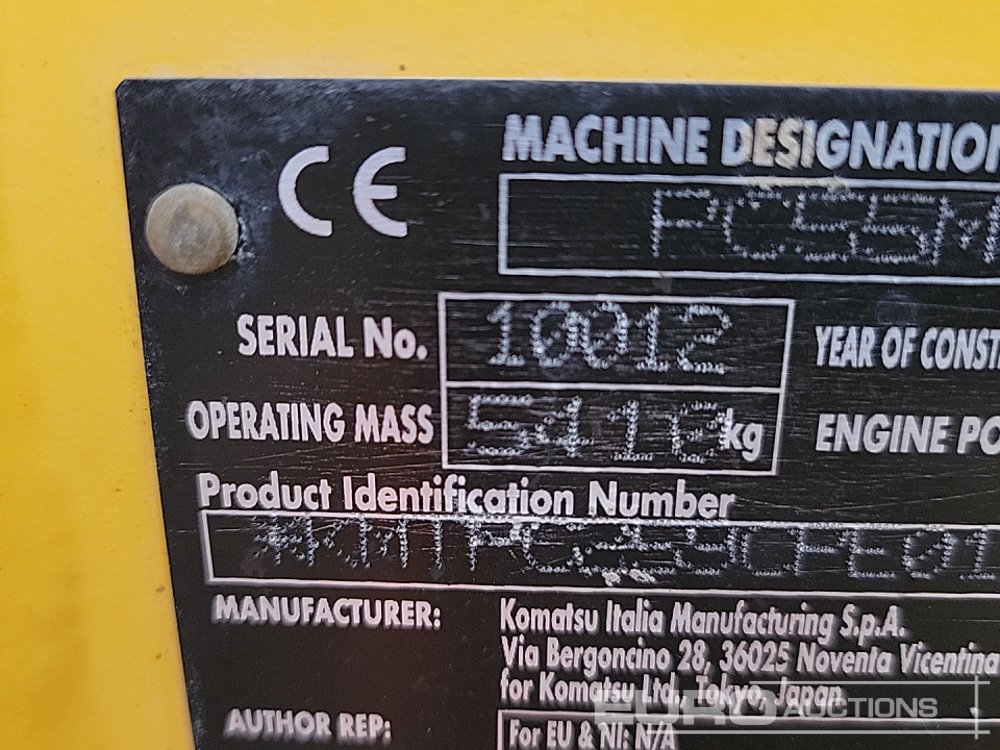 CE
MACHINE DESIGNATION
PC55M
SERIAL No. 10012
YEAR OF CONST
OPERATING MASS kg
ENGINE PO
Product Identification Number
MANUFACTURER: Komatsu Italia Manufacturing S.p.A.
Via Bergoncino 28, 36025 Noventa Vicentina
for Komatsu Ltd., Tokyo, Japan
AUTHOR REP: For EU & NI: N/A
EURO AUCTIONS